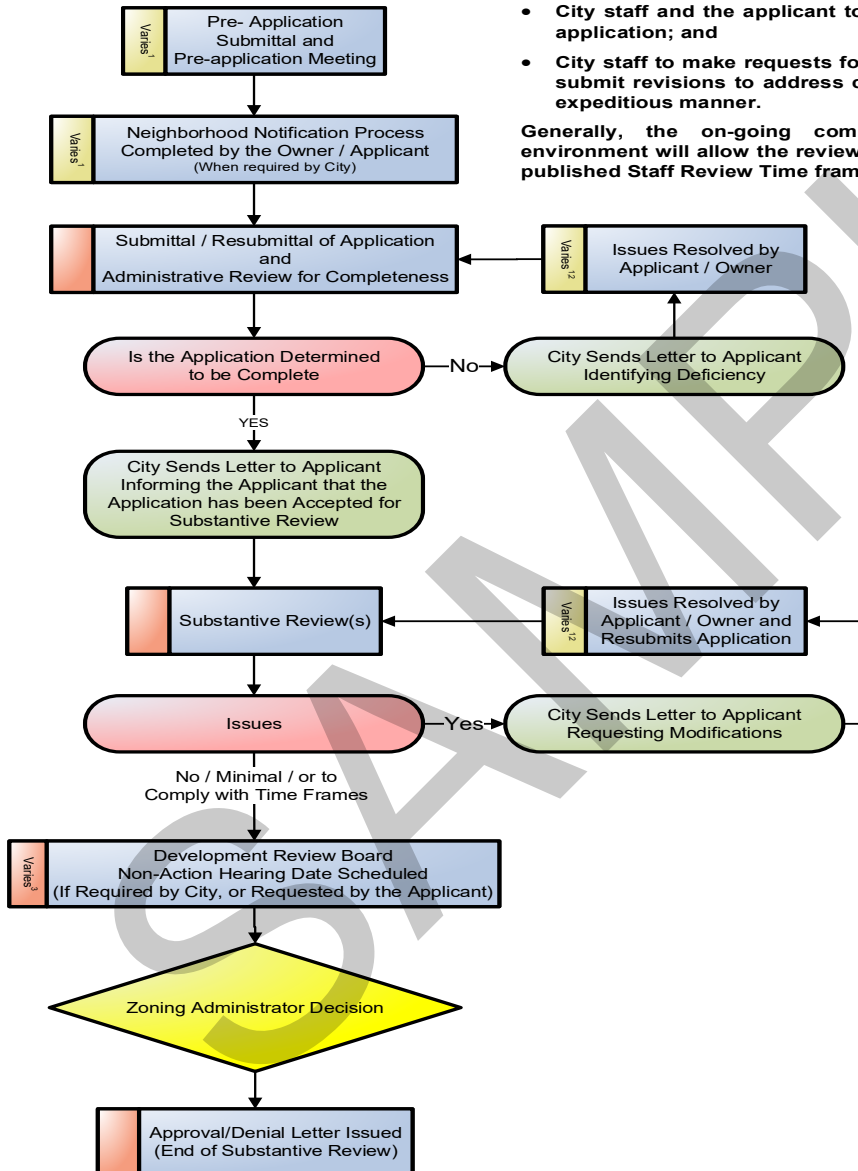 Pre- Application
Submittal and
Pre-application Meeting
Varies1
• City staff and the applicant to
application; and
• City staff to make requests fo
submit revisions to address
expeditious manner.
Generally, the on-going com
environment will allow the review
published Staff Review Time fram
Neighborhood Notification Process
Completed by the Owner / Applicant
(When required by City)
Varies1
Submittal / Resubmittal of Application
and
Administrative Review for Completeness
Issues Resolved by
Applicant / Owner
Varies12
Is the Application Determined
to be Complete
No
City Sends Letter to Applicant
Identifying Deficiency
YES
City Sends Letter to Applicant
Informing the Applicant that the
Application has been Accepted for
Substantive Review
Substantive Review(s)
Issues Resolved by
Applicant / Owner and
Resubmits Application
Varies12
Issues
Yes
City Sends Letter to Applicant
Requesting Modifications
No / Minimal / or to
Comply with Time Frames
Development Review Board
Non-Action Hearing Date Scheduled
(If Required by City, or Requested by the Applicant)
Varies3
Zoning Administrator Decision
Approval/Denial Letter Issued
(End of Substantive Review)
SAMP